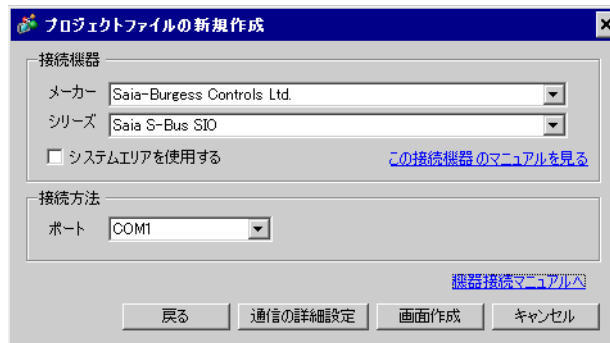 プロジェクトファイルの新規作成
接続機器
メーカー Saia-Burgess Controls Ltd.
シリーズ Saia S-Bus SIO
システムエリアを使用する この接続機器のマニュアルを見る
接続方法
ポート COM1
機器接続マニュアルへ
戻る 通信の詳細設定 画面作成 キャンセル